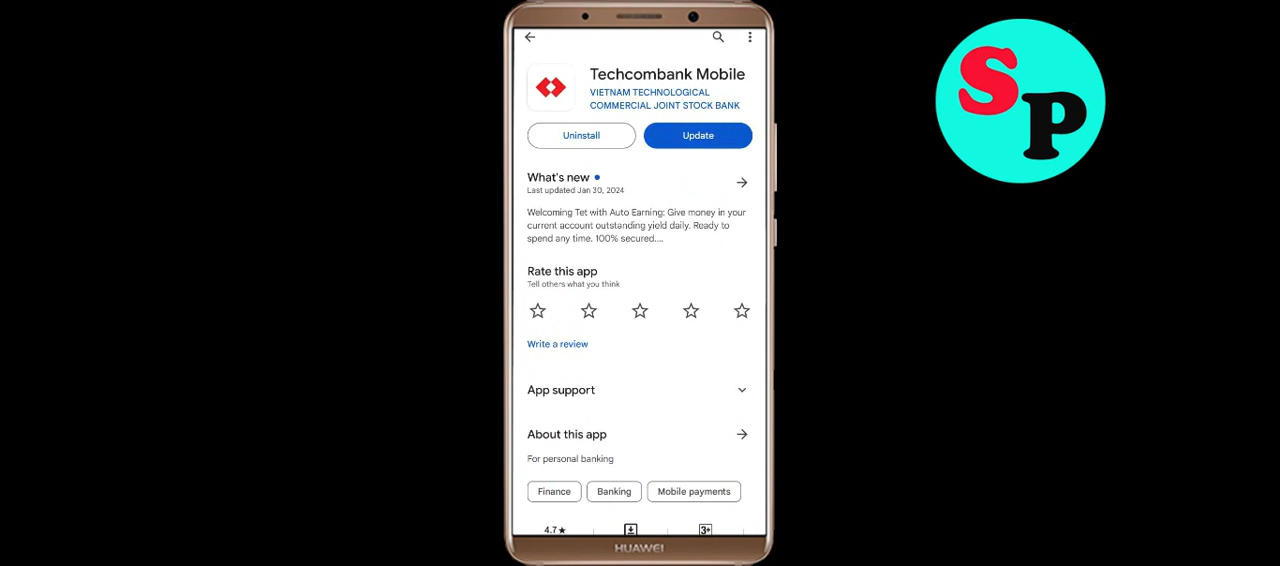 Techcombank Mobile
VIETNAM TECHNOLOGICAL
COMMERCIAL JOINT STOCK BANK
Uninstall
Update
What's new
Last updated Jan 30, 2024
Welcoming Tet with Auto Earning: Give money in your
current account outstanding yield daily. Ready to
spend any time. 100% secured....
Rate this app
Tell others what you think
Write a review
App support
About this app
For personal banking
Finance
Banking
Mobile payments
4.7★
3+
HUAWEI
SP